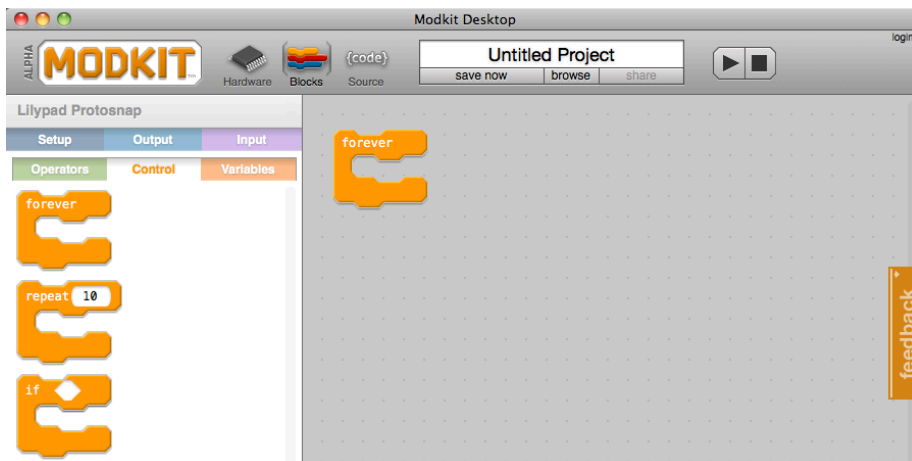 Modkit Desktop
login
ALPHA
MODKIT
Hardware
Blocks
{code}
Source
Untitled Project
save now
browse
share
Lilypad Protosnap
Setup
Output
Input
Operators
Control
Variables
forever
repeat 10
if
forever
feedback